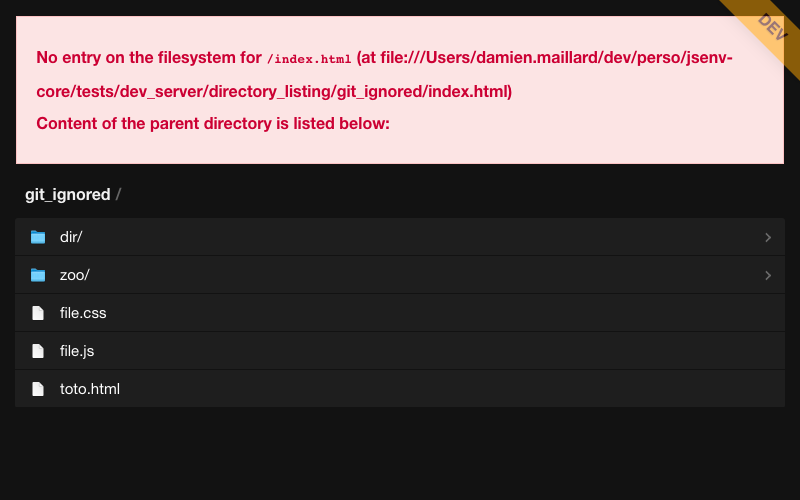 DEV
No entry on the filesystem for /index.html (at file:///Users/damien.maillard/dev/perso/jsenv-
core/tests/dev_server/directory_listing/git_ignored/index.html)
Content of the parent directory is listed below:
git_ignored /
dir/
zoo/
file.css
file.js
toto.html